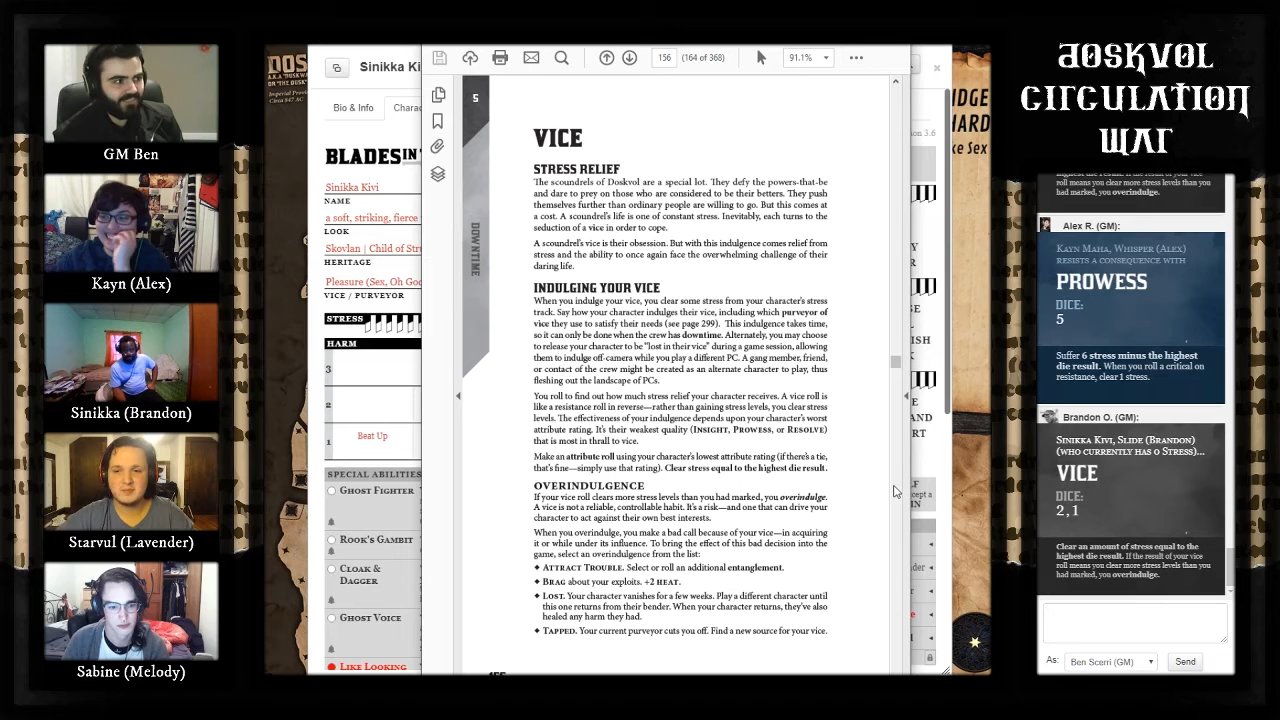 GM Ben
Kayn (Alex)
Sinikka (Brandon)
Starvul (Lavender)
Sabine (Melody)
DOS
Sinikka Ki
Bio & Info
Charac
BLADES IN
Sinikka Kivi
NAME
a soft, striking, fierce
LOOK
Skovlan | Child of Str
HERITAGE
Pleasure (Sex, Oh Goo
VICE / PURVEYOR
STRESS
HARM
3
2
1
Beat Up
SPECIAL ABILITIES
GHOST FIGHTER
ROOK'S GAMBIT
CLOAK &
DAGGER
GHOST VOICE
LIKE LOOKING
156 (164 of 368)
91.1%
5
DOWNTIME
VICE
STRESS RELIEF
The scoundrels of Doskvol are a special lot. They defy the powers-that-be
and dare to prey on those who are considered to be their betters. They push
themselves further than ordinary people are willing to go. But this comes at
a cost. A scoundrel's life is one of constant stress. Inevitably, each turns to the
seduction of a vice in order to cope.
A scoundrel's vice is their obsession. But with this indulgence comes relief from
stress and the ability to once again face the overwhelming challenge of their
daring life.
INDULGING YOUR VICE
When you indulge your vice, you clear some stress from your character's stress
track. Say how your character indulges their vice, including which purveyor of
vice they use to satisfy their needs (see page 299). This indulgence takes time,
so it can only be done when the crew has downtime. Alternately, you may choose
to release your character to be "lost in their vice" during a game session, allowing
them to indulge off-camera while you play a different PC. A gang member, friend,
or contact of the crew might be created as an alternate character to play, thus
fleshing out the landscape of PCs.
You roll to find out how much stress relief your character receives. A vice roll is
like a resistance roll in reverse—rather than gaining stress levels, you clear stress
levels. The effectiveness of your indulgence depends upon your character's worst
attribute rating. It's their weakest quality (INSIGHT, PROWESS, or RESOLVE)
that is most in thrall to vice.
Make an attribute roll using your character's lowest attribute rating (if there's a tie,
that's fine—simply use that rating). Clear stress equal to the highest die result.
OVERINDULGENCE
If your vice roll clears more stress levels than you had marked, you overindulge.
A vice is not a reliable, controllable habit. It's a risk—and one that can drive your
character to act against their own best interests.
When you overindulge, you make a bad call because of your vice—in acquiring
it or while under its influence. To bring the effect of this bad decision into the
game, select an overindulgence from the list:
◆ ATTRACT TROUBLE. Select or roll an additional entanglement.
◆ BRAG about your exploits. +2 HEAT.
◆ LOST. Your character vanishes for a few weeks. Play a different character until
this one returns from their bender. When your character returns, they've also
healed any harm they had.
◆ TAPPED. Your current purveyor cuts you off. Find a new source for your vice.
DOSKVOL
CIRCULATION
WAR
roll means you clear more stress levels than you
had marked, you overindulge.
Alex R. (GM):
KAYN MAHA, WHISPER (ALEX)
RESISTS A CONSEQUENCE WITH
PROWESS
DICE:
5
Suffer 6 stress minus the highest
die result. When you roll a critical on
resistance, clear 1 stress.
Brandon O. (GM):
SINIKKA KIVI, SLIDE (BRANDON)
(WHO CURRENTLY HAS 0 STRESS)...
VICE
DICE:
2,1
Clear an amount of stress equal to the
highest die result. If the result of your vice
roll means you clear more stress levels than you
had marked, you overindulge.
As:
Ben Scerri (GM)
Send